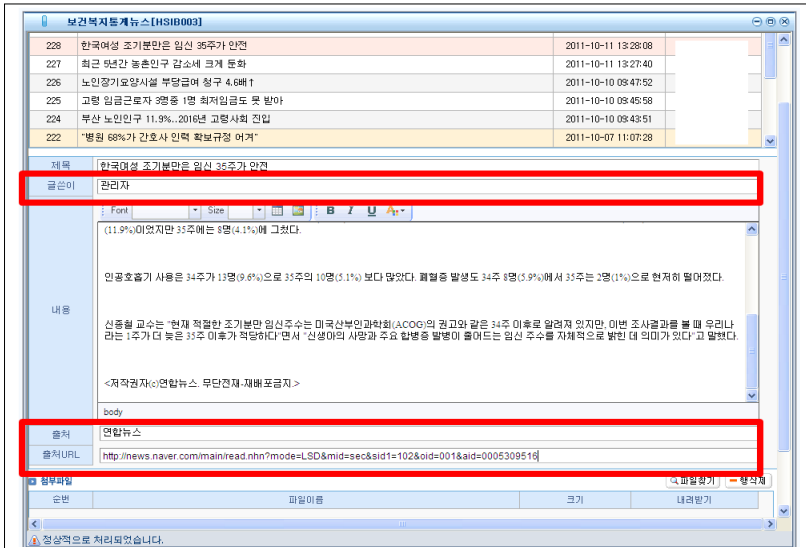 보건복지통계뉴스[HSIB003]
228 한국여성 조기분만은 임신 35주가 안전 2011-10-11 13:28:08
227 최근 5년간 농촌인구 감소세 크게 둔화 2011-10-11 13:27:40
226 노인장기요양시설 부당급여 청구 4.6배↑ 2011-10-10 09:47:52
225 고령 임금근로자 3명중 1명 최저임금도 못 받아 2011-10-10 09:45:58
224 부산 노인인구 11.9%..2016년 고령사회 진입 2011-10-10 09:43:51
222 "병원 68%가 간호사 인력 확보규정 어겨" 2011-10-07 11:07:28
제목 한국여성 조기분만은 임신 35주가 안전
글쓴이 관리자
Font Size B I U A
내용
(11.9%)이었지만 35주에는 8명(4.1%)에 그쳤다.
인공호흡기 사용은 34주가 13명(9.6%)으로 35주의 10명(5.1%) 보다 많았다. 폐혈증 발생도 34주 8명(5.9%)에서 35주는 2명(1%)으로 현저히 떨어졌다.
신종철 교수는 "현재 적절한 조기분만 임신주수는 미국산부인과학회(ACOG)의 권고와 같은 34주 이후로 알려져 있지만, 이번 조사결과를 볼 때 우리나
라는 1주가 더 늦은 35주 이후가 적당하다"면서 "신생아의 사망과 주요 합병증 발병이 줄어드는 임신 주수를 자체적으로 밝힌 데 의미가 있다"고 말했다.
<저작권자(c)연합뉴스. 무단전재-재배포금지.>
body
출처 연합뉴스
출처URL http://news.naver.com/main/read.nhn?mode=LSD&mid=sec&sid1=102&oid=001&aid=0005309516
첨부파일 파일찾기 행삭제
순번 파일이름 크기 내려받기
정상적으로 처리되었습니다.